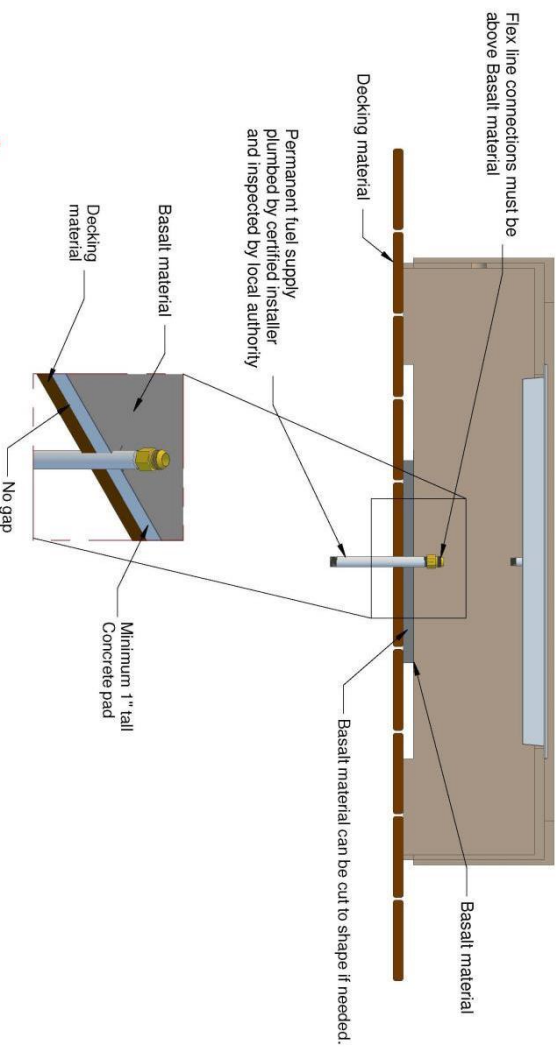 Flex line connections must be
above Basalt material
Decking material
Permanent fuel supply
plumbed by certified installer
and inspected by local authority
Basalt material
Basalt material can be cut to shape if needed.
Basalt material
Decking
material
No gap
Minimum 1" tall
Concrete pad